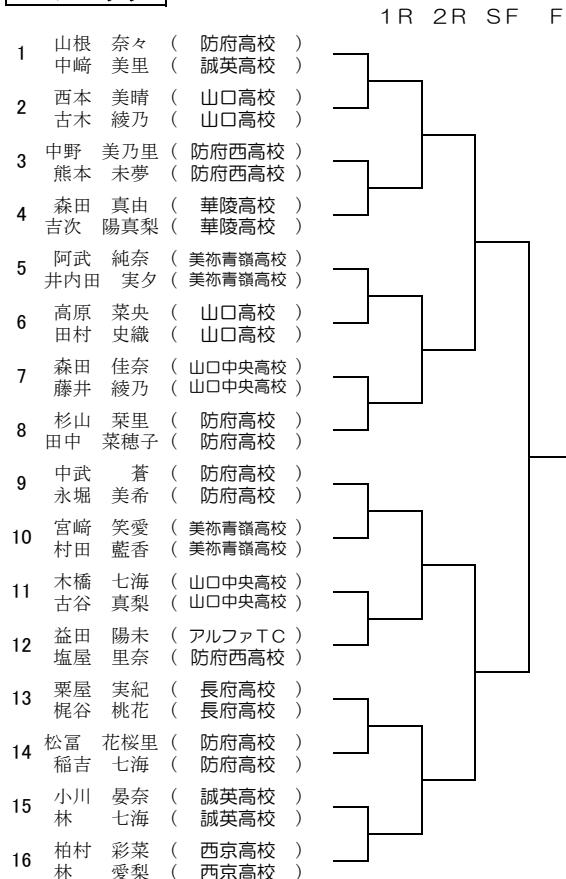 1R 2R SF F
1 山根 奈々 ( 防府高校 )
中﨑 美里 ( 誠英高校 )
2 西本 美晴 ( 山口高校 )
古木 綾乃 ( 山口高校 )
3 中野 美乃里 ( 防府西高校 )
熊本 未夢 ( 防府西高校 )
4 森田 真由 ( 華陵高校 )
吉次 陽真梨 ( 華陵高校 )
5 阿武 純奈 ( 美祢青嶺高校 )
井内田 実夕 ( 美祢青嶺高校 )
6 高原 菜央 ( 山口高校 )
田村 史織 ( 山口高校 )
7 森田 佳奈 ( 山口中央高校 )
藤井 綾乃 ( 山口中央高校 )
8 杉山 栞里 ( 防府高校 )
田中 菜穂子 ( 防府高校 )
9 中武 蒼 ( 防府高校 )
永堀 美希 ( 防府高校 )
10 宮﨑 笑愛 ( 美祢青嶺高校 )
村田 藍香 ( 美祢青嶺高校 )
11 木橋 七海 ( 山口中央高校 )
古谷 真梨 ( 山口中央高校 )
12 益田 陽未 ( アルファTC )
塩屋 里奈 ( 防府西高校 )
13 粟屋 実紀 ( 長府高校 )
梶谷 桃花 ( 長府高校 )
14 松冨 花桜里 ( 防府高校 )
稲吉 七海 ( 防府高校 )
15 小川 晏奈 ( 誠英高校 )
林 七海 ( 誠英高校 )
16 柏村 彩菜 ( 西京高校 )
林 愛梨 ( 西京高校 )